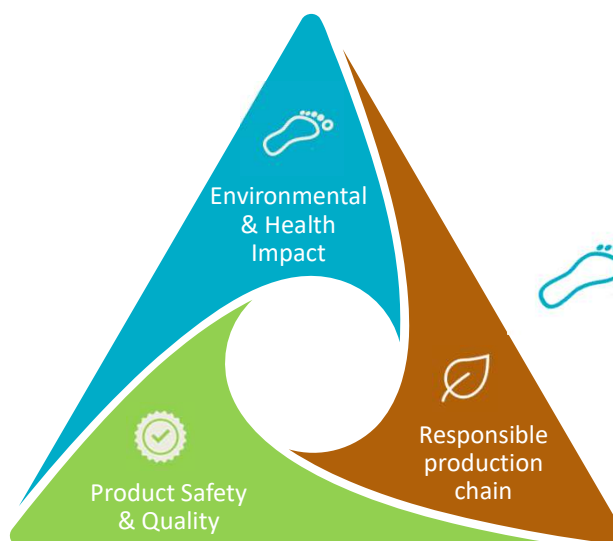 Environmental
& Health
Impact
Responsible
production
chain
Product Safety
& Quality